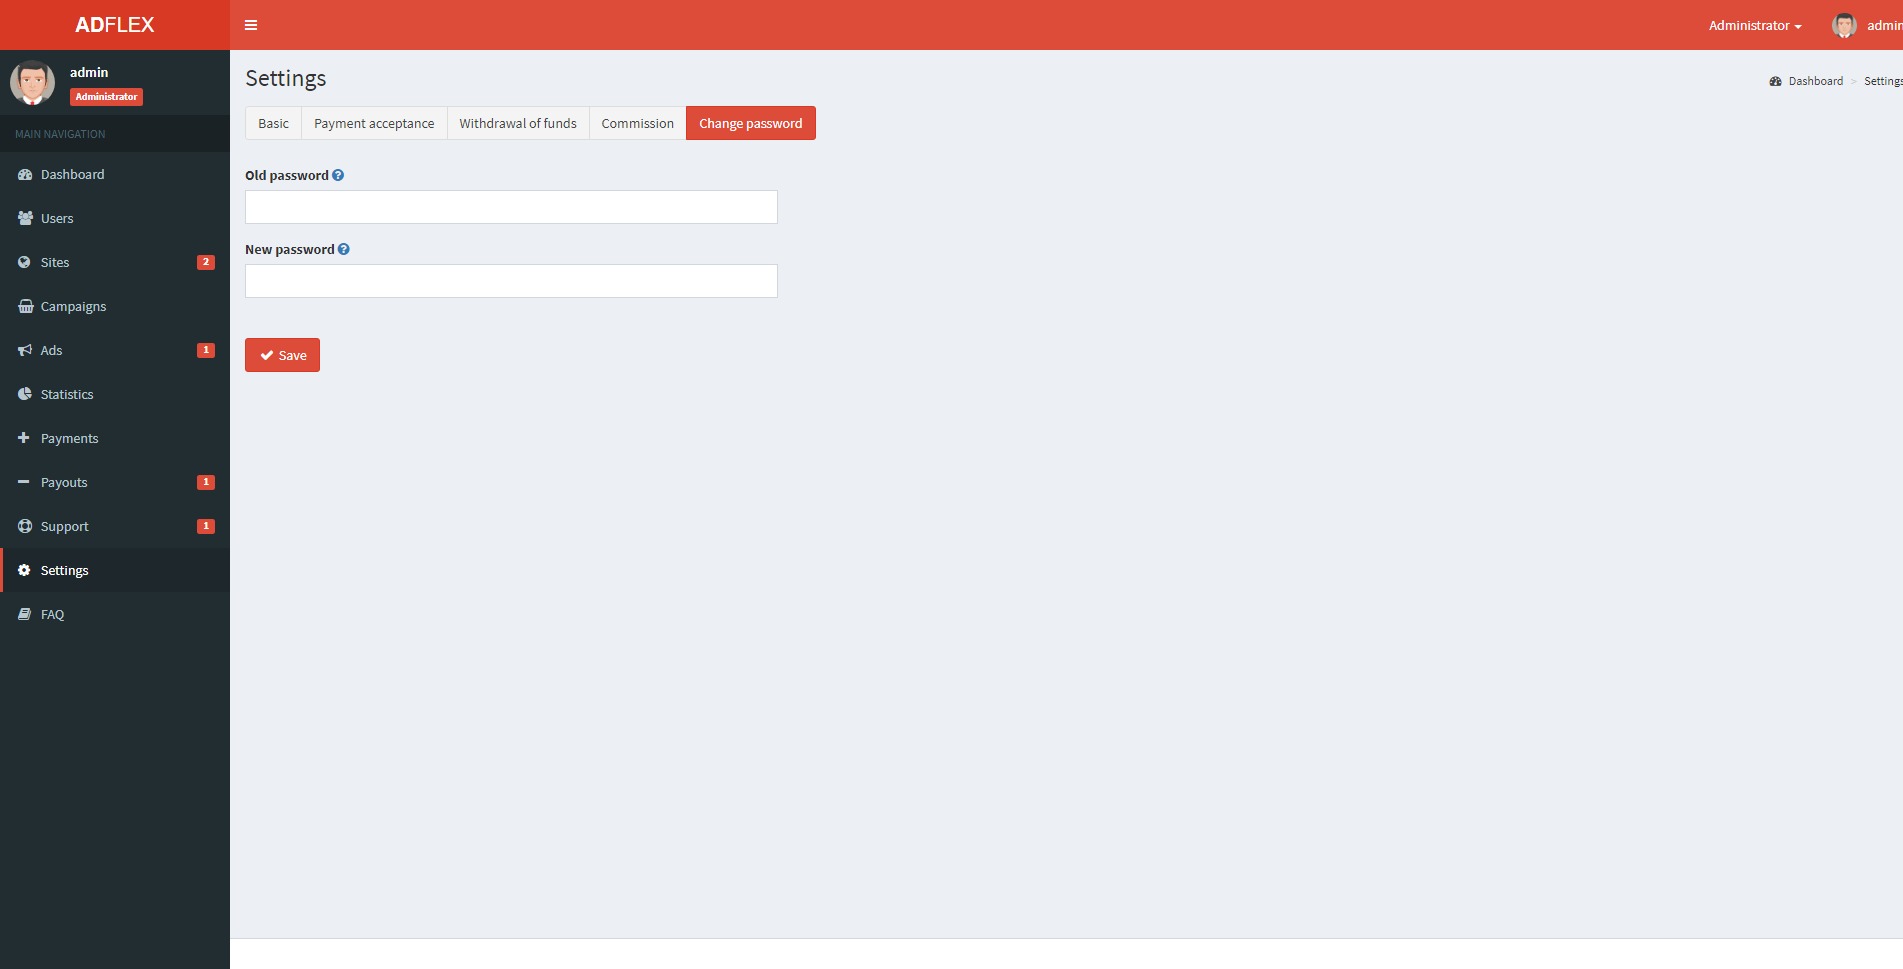 ADFLEX
Administrator
admin
admin
Administrator
MAIN NAVIGATION
Dashboard
Users
Sites 2
Campaigns
Ads 1
Statistics
Payments
Payouts 1
Support 1
Settings
FAQ
Settings
Dashboard > Settings
Basic Payment acceptance Withdrawal of funds Commission Change password
Old password ?
New password ?
Save